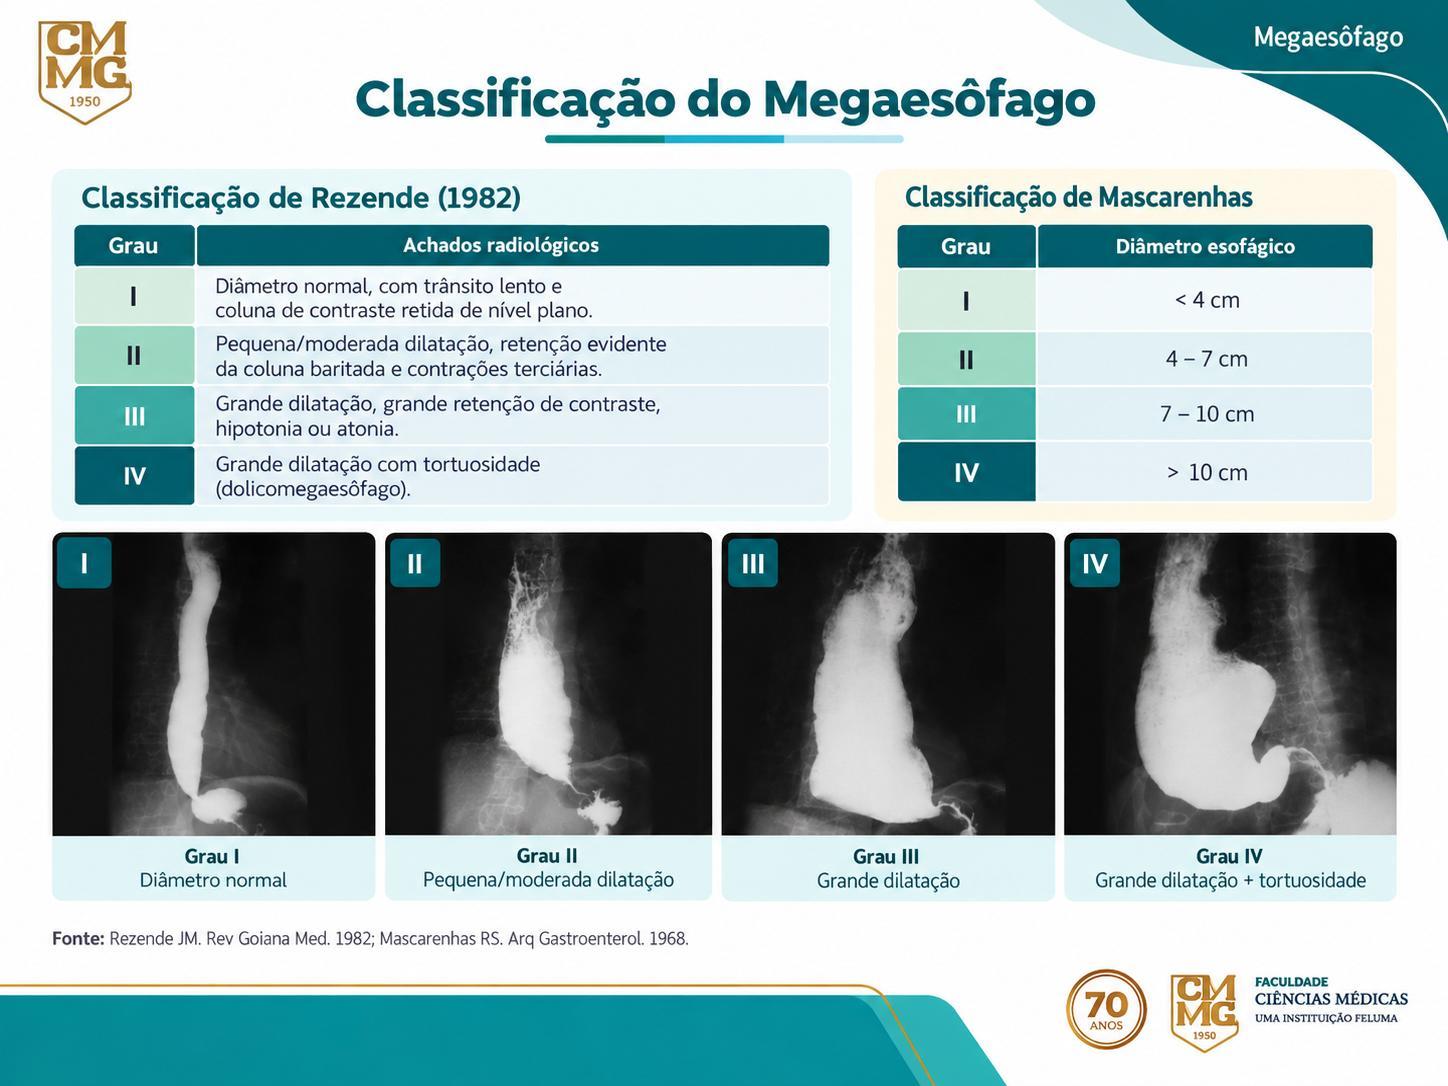 CM
MG
1950
Megaesôfago
Classificação do Megaesôfago
Classificação de Rezende (1982)
Grau
Achados radiológicos
I
Diâmetro normal, com trânsito lento e
coluna de contraste retida de nível plano.
II
Pequena/moderada dilatação, retenção evidente
da coluna baritada e contrações terciárias.
III
Grande dilatação, grande retenção de contraste,
hipotonia ou atonia.
IV
Grande dilatação com tortuosidade
(dolicomegaesôfago).
Classificação de Mascarenhas
Grau
Diâmetro esofágico
I
< 4 cm
II
4 – 7 cm
III
7 – 10 cm
IV
> 10 cm
I
II
III
IV
Grau I
Diâmetro normal
Grau II
Pequena/moderada dilatação
Grau III
Grande dilatação
Grau IV
Grande dilatação + tortuosidade
Fonte: Rezende JM. Rev Goiana Med. 1982; Mascarenhas RS. Arq Gastroenterol. 1968.
70
ANOS
CM
MG
1950
FACULDADE
CIÊNCIAS MÉDICAS
UMA INSTITUIÇÃO FELUMA